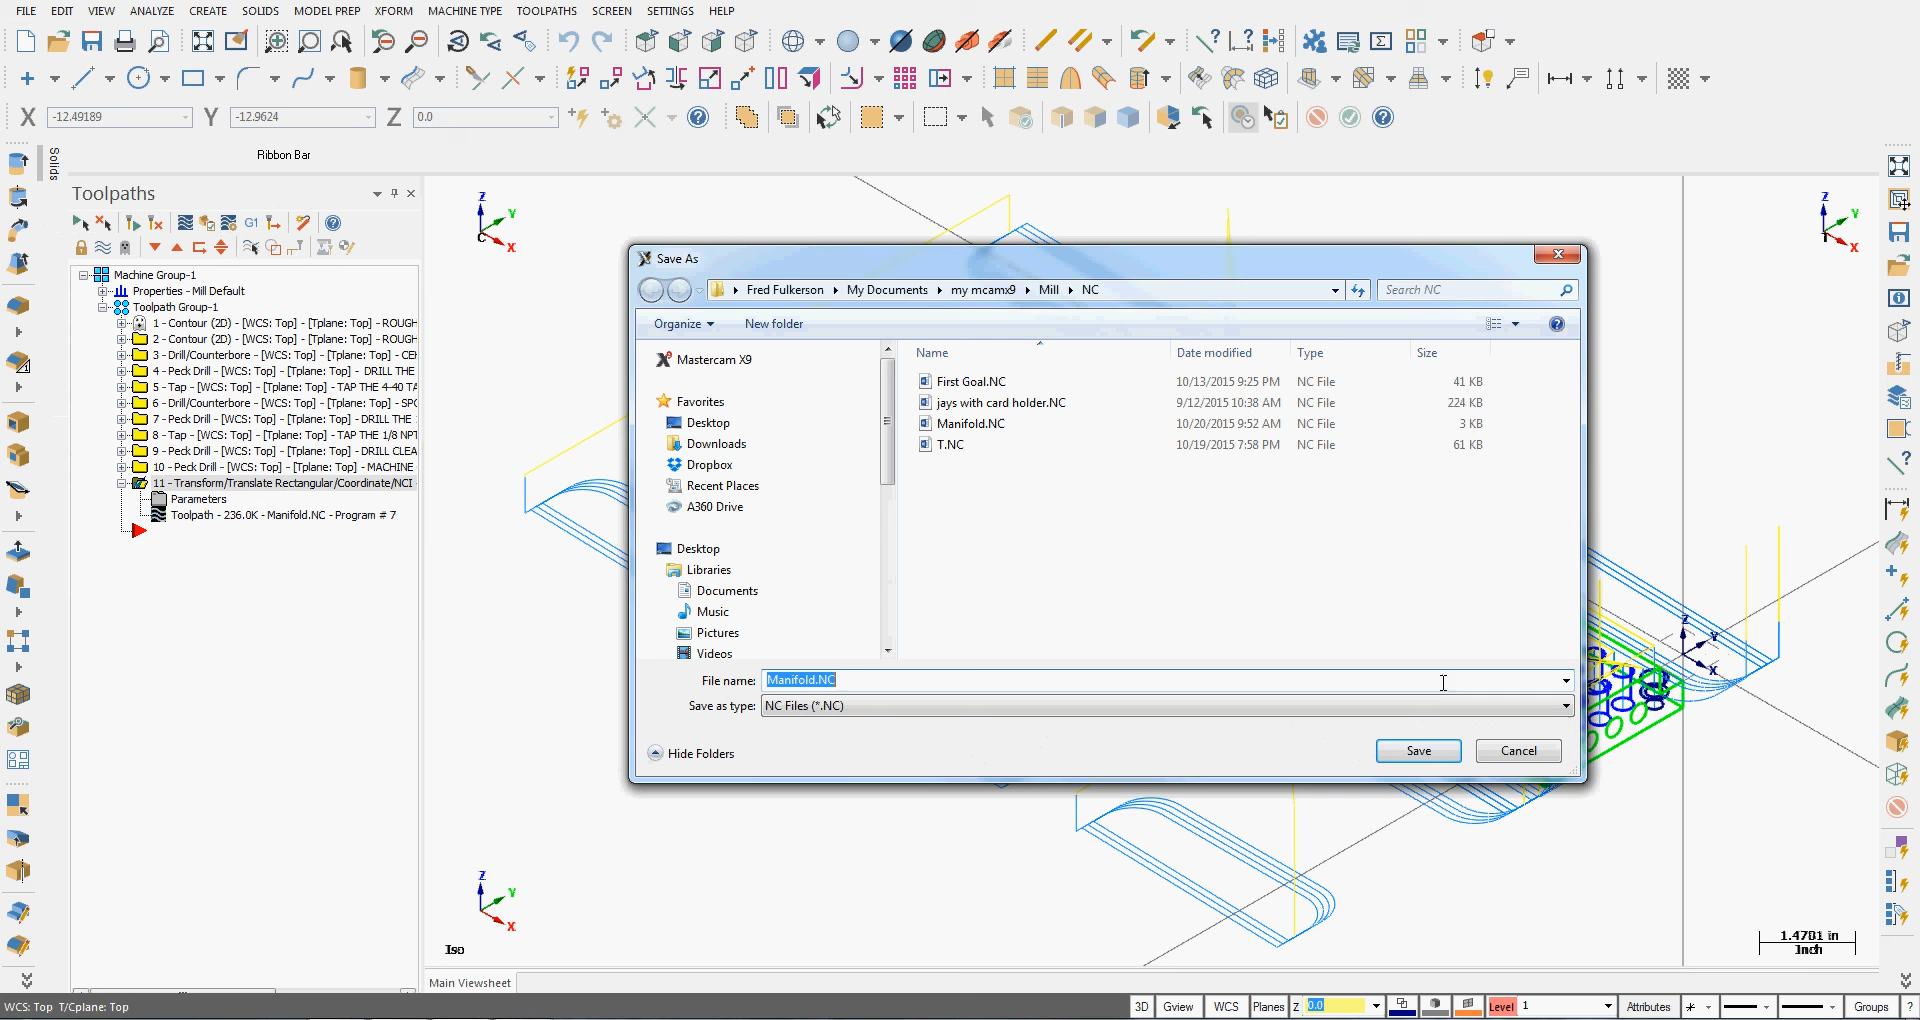 FILE EDIT VIEW ANALYZE CREATE SOLIDS MODEL PREP XFORM MACHINE TYPE TOOLPATHS SCREEN SETTINGS HELP
X -12.49189 Y -12.9624 Z 0.0
Ribbon Bar
Solids
Toolpaths
G1
Machine Group-1
Properties - Mill Default
Toolpath Group-1
1 - Contour (2D) - [WCS: Top] - [Tplane: Top] - ROUGH
2 - Contour (2D) - [WCS: Top] - [Tplane: Top] - ROUGH
3 - Drill/Counterbore - [WCS: Top] - [Tplane: Top] - CEN
4 - Peck Drill - [WCS: Top] - [Tplane: Top] - DRILL THE
5 - Tap - [WCS: Top] - [Tplane: Top] - TAP THE 4-40 TA
6 - Drill/Counterbore - [WCS: Top] - [Tplane: Top] - SPO
7 - Peck Drill - [WCS: Top] - [Tplane: Top] - DRILL THE
8 - Tap - [WCS: Top] - [Tplane: Top] - TAP THE 1/8 NPT
9 - Peck Drill - [WCS: Top] - [Tplane: Top] - DRILL CLEA
10 - Peck Drill - [WCS: Top] - [Tplane: Top] - MACHINE
11 - Transform/Translate Rectangular/Coordinate/NCI
Parameters
Toolpath - 236.0K - Manifold.NC - Program # 7
Z Y X C
Z Y X T
Save As
Fred Fulkerson My Documents my mcamx9 Mill NC
Search NC
Organize New folder
Mastercam X9
Favorites
Desktop
Downloads
Dropbox
Recent Places
A360 Drive
Desktop
Libraries
Documents
Music
Pictures
Videos
Name Date modified Type Size
First Goal.NC 10/13/2015 9:25 PM NC File 41 KB
jays with card holder.NC 9/12/2015 10:38 AM NC File 224 KB
Manifold.NC 10/20/2015 9:52 AM NC File 3 KB
T.NC 10/19/2015 7:58 PM NC File 61 KB
File name: Manifold.NC
Save as type: NC Files (*.NC)
Hide Folders
Save Cancel
Z Y X
Z Y X
Iso
1.4701 in
Inch
Main Viewsheet
WCS: Top T/Cplane: Top
3D Gview WCS Planes Z 0.0 Level 1 Attributes Groups ?